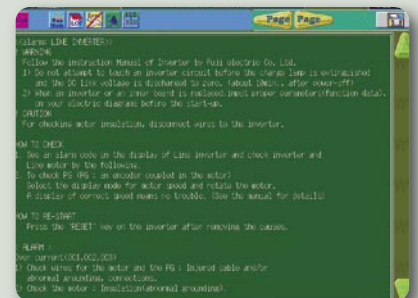 Page Page
<(alarm: LINE INVERTER>>
! WARNING
Follow the instruction Manual of Inverter by Fuji electric Co. Ltd.
1) Do not attempt to touch an inverter circuit before the charge lamp is extinguished
and the DC Link voltage is discharged to zero. (about 10min., after power-off)
2) When an inverter or an inner board is replaced,input proper parameters(function data),
on your electric diagrams before the start-up.
! CAUTION
For checking motor insulation, disconnect wires to the inverter.
HOW TO CHECK
1. See an alarm code in the display of Line inverter and check inverter and
Line motor by the following.
2. To check PG (PG : an encoder coupled in the motor)
Select the display mode for motor speed and rotate the motor.
A display of correct speed means no trouble. (See the manual for details)
HOW TO RE-START
Press the "RESET" key on the inverter after removing the causes.
ALARM >
Over current(OC1,OC2,OC3)
1) Check wires for the motor and the PG : Injured cable and/or
abnormal grounding, connections.
2) Check the motor : Insulation(abnormal grounding).